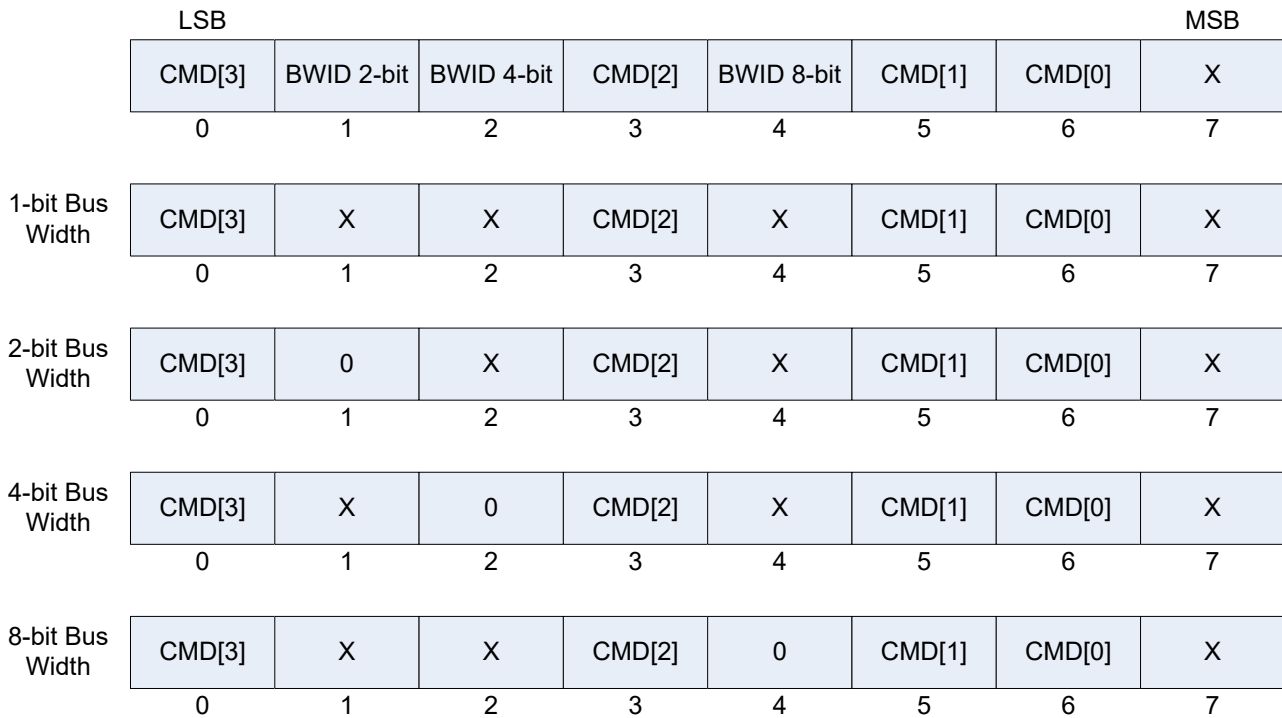 LSB MSB
CMD[3] BWID 2-bit BWID 4-bit CMD[2] BWID 8-bit CMD[1] CMD[0] X
0 1 2 3 4 5 6 7
1-bit Bus
Width
CMD[3] X X CMD[2] X CMD[1] CMD[0] X
0 1 2 3 4 5 6 7
2-bit Bus
Width
CMD[3] 0 X CMD[2] X CMD[1] CMD[0] X
0 1 2 3 4 5 6 7
4-bit Bus
Width
CMD[3] X 0 CMD[2] X CMD[1] CMD[0] X
0 1 2 3 4 5 6 7
8-bit Bus
Width
CMD[3] X X CMD[2] 0 CMD[1] CMD[0] X
0 1 2 3 4 5 6 7